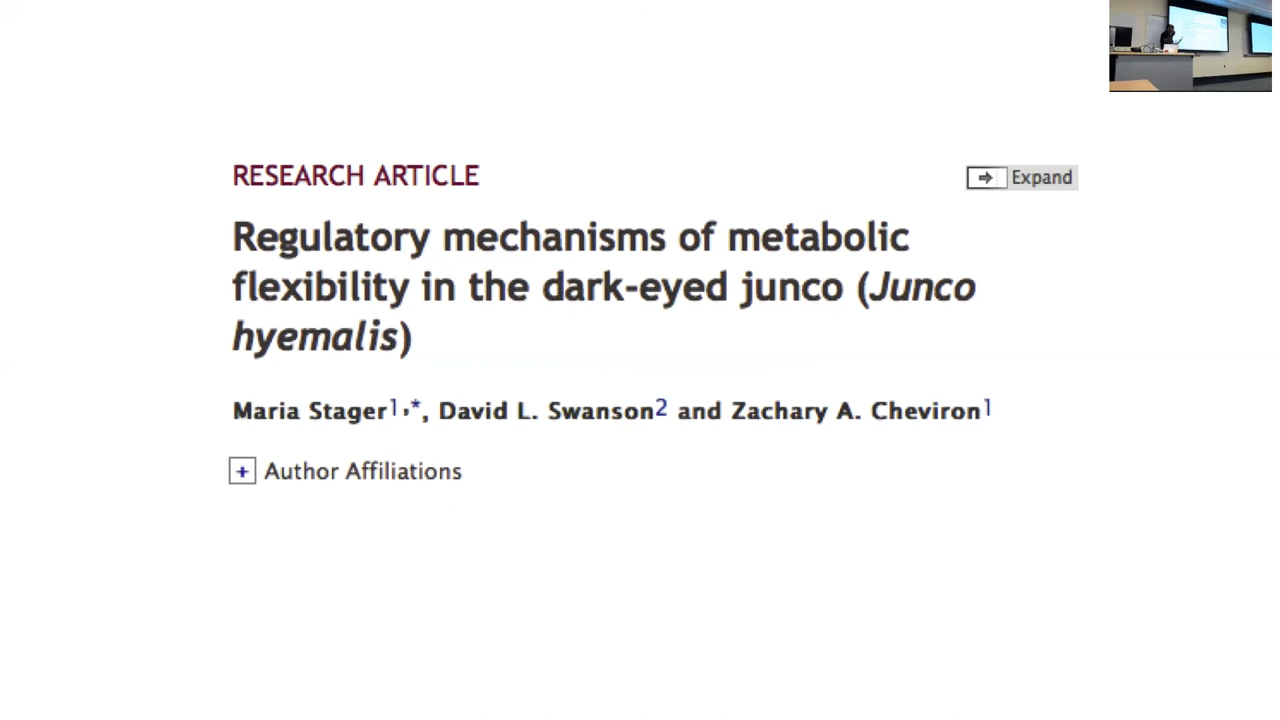 RESEARCH ARTICLE
Expand
Regulatory mechanisms of metabolic
flexibility in the dark-eyed junco (Junco
hyemalis)
Maria Stager1,*, David L. Swanson2 and Zachary A. Cheviron1
+ Author Affiliations